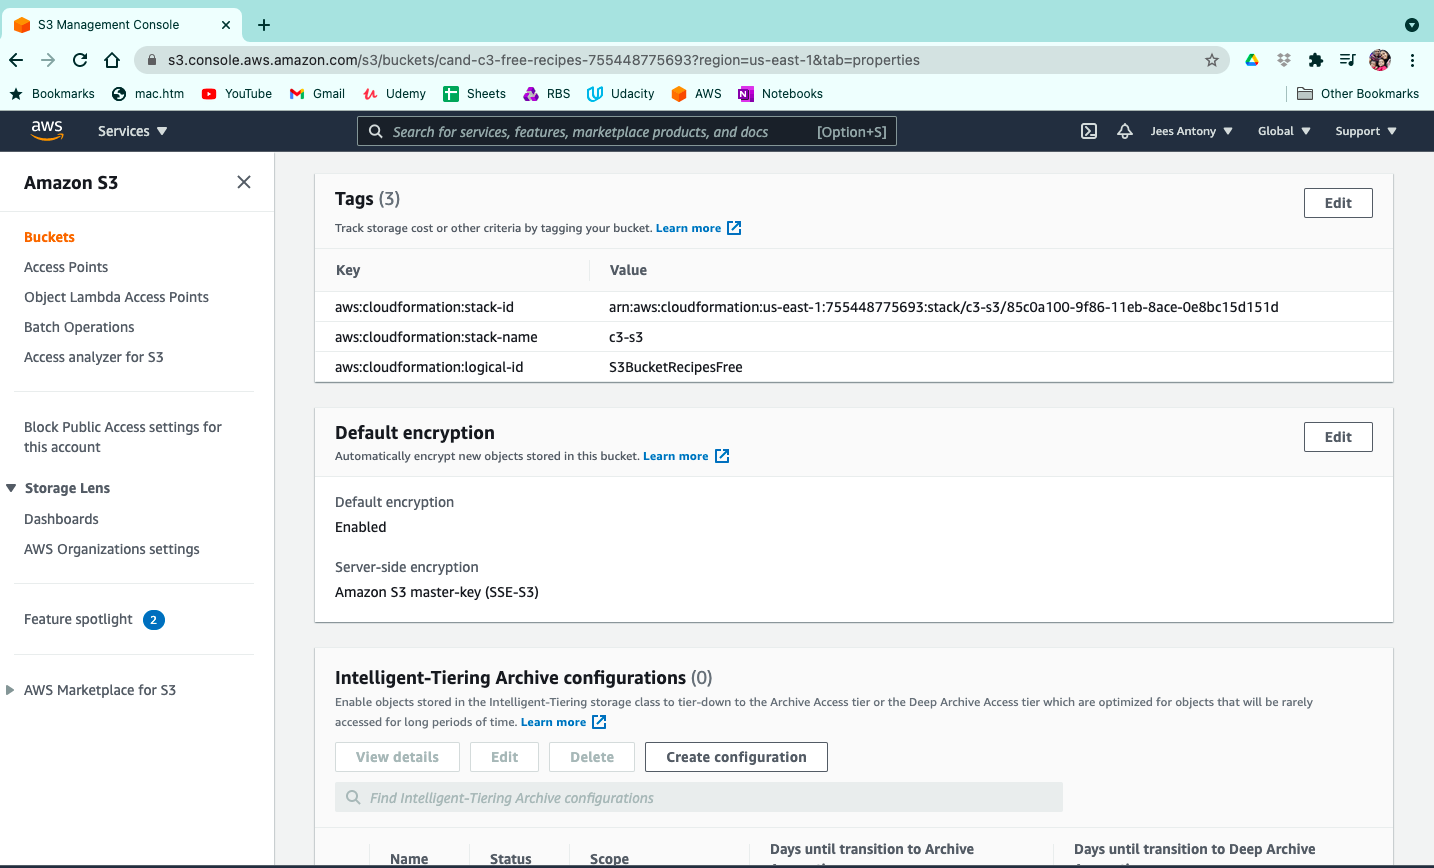 S3 Management Console
s3.console.aws.amazon.com/s3/buckets/cand-c3-free-recipes-755448775693?region=us-east-1&tab=properties
Bookmarks mac.htm YouTube Gmail Udemy Sheets RBS Udacity AWS Notebooks Other Bookmarks
aws Services Search for services, features, marketplace products, and docs [Option+S] Jees Antony Global Support
Amazon S3
Buckets
Access Points
Object Lambda Access Points
Batch Operations
Access analyzer for S3
Block Public Access settings for
this account
Storage Lens
Dashboards
AWS Organizations settings
Feature spotlight 2
AWS Marketplace for S3
Tags (3)
Edit
Track storage cost or other criteria by tagging your bucket. Learn more
Key Value
aws:cloudformation:stack-id arn:aws:cloudformation:us-east-1:755448775693:stack/c3-s3/85c0a100-9f86-11eb-8ace-0e8bc15d151d
aws:cloudformation:stack-name c3-s3
aws:cloudformation:logical-id S3BucketRecipesFree
Default encryption
Edit
Automatically encrypt new objects stored in this bucket. Learn more
Default encryption
Enabled
Server-side encryption
Amazon S3 master-key (SSE-S3)
Intelligent-Tiering Archive configurations (0)
Enable objects stored in the Intelligent-Tiering storage class to tier-down to the Archive Access tier or the Deep Archive Access tier which are optimized for objects that will be rarely
accessed for long periods of time. Learn more
View details Edit Delete Create configuration
Find Intelligent-Tiering Archive configurations
Name Status Scope Days until transition to Archive Days until transition to Deep Archive